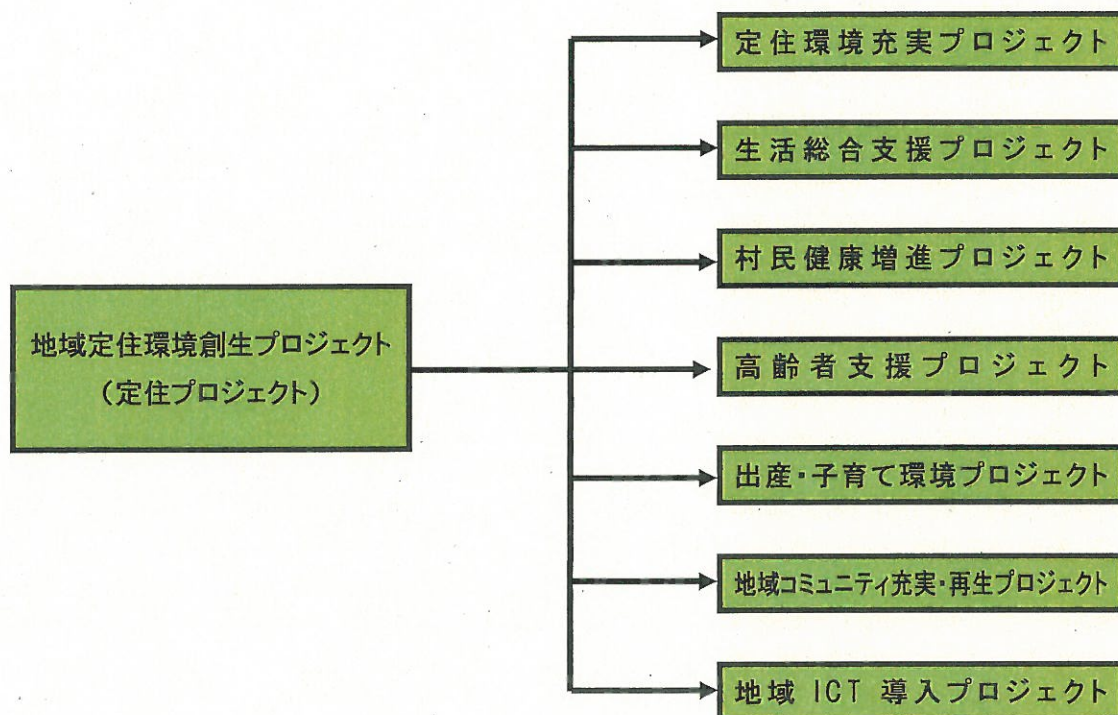 定住環境充実プロジェクト
生活総合支援プロジェクト
村民健康増進プロジェクト
地域定住環境創生プロジェクト
(定住プロジェクト)
高齢者支援プロジェクト
出産・子育て環境プロジェクト
地域コミュニティ充実・再生プロジェクト
地域 ICT 導入プロジェクト